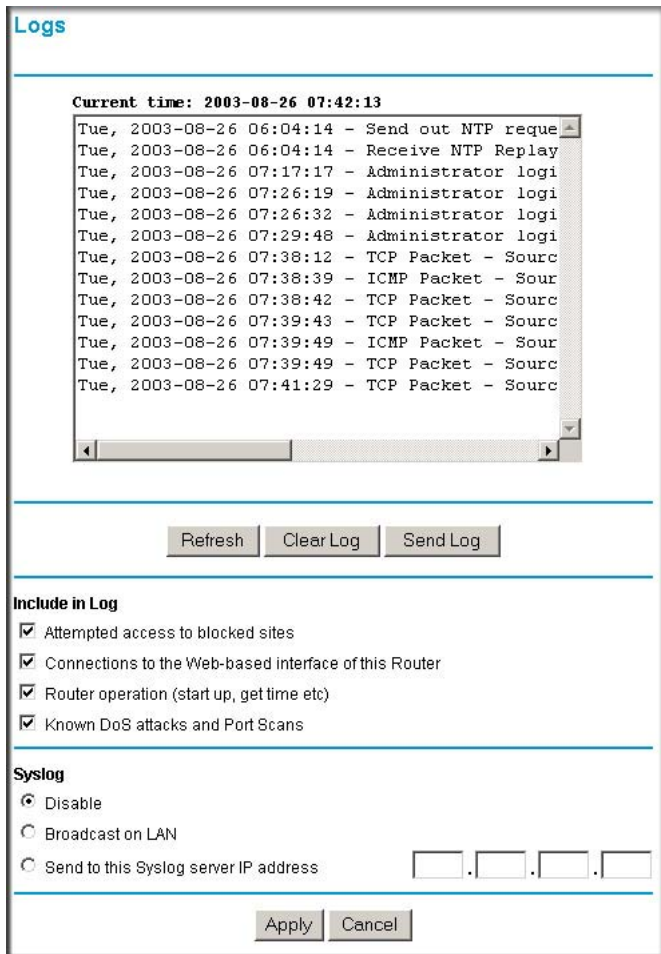 Logs
Current time: 2003-08-26 07:42:13
Tue, 2003-08-26 06:04:14 - Send out NTP reque
Tue, 2003-08-26 06:04:14 - Receive NTP Replay
Tue, 2003-08-26 07:17:17 - Administrator logi
Tue, 2003-08-26 07:26:19 - Administrator logi
Tue, 2003-08-26 07:26:32 - Administrator logi
Tue, 2003-08-26 07:29:48 - Administrator logi
Tue, 2003-08-26 07:38:12 - TCP Packet - Sourc
Tue, 2003-08-26 07:38:39 - ICMP Packet - Sour
Tue, 2003-08-26 07:38:42 - TCP Packet - Sourc
Tue, 2003-08-26 07:39:43 - TCP Packet - Sourc
Tue, 2003-08-26 07:39:49 - ICMP Packet - Sour
Tue, 2003-08-26 07:39:49 - TCP Packet - Sourc
Tue, 2003-08-26 07:41:29 - TCP Packet - Sourc
Refresh Clear Log Send Log
Include in Log
Attempted access to blocked sites
Connections to the Web-based interface of this Router
Router operation (start up, get time etc)
Known DoS attacks and Port Scans
Syslog
Disable
Broadcast on LAN
Send to this Syslog server IP address . . .
Apply Cancel